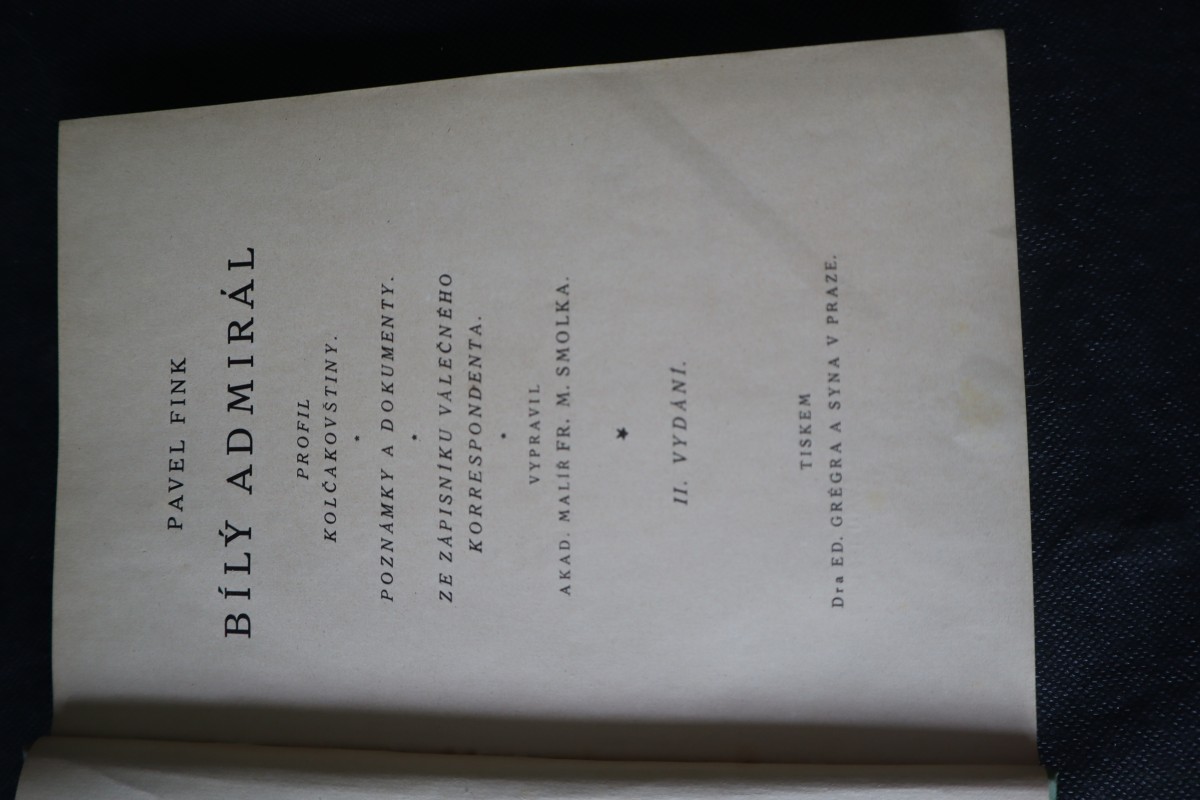 PAVEL FINK
BÍLÝ ADMIRÁL
PROFIL
KOLČAKOVŠTINY.
*
POZNÁMKY A DOKUMENTY.
*
ZE ZÁPISNÍKU VÁLEČNÉHO
KORRESPONDENTA.
*
VYPRAVIL
AKAD. MALÍŘ FR. M. SMOLKA.
*
II. VYDÁNÍ.
TISKEM
Dra ED. GRÉGRA A SYNA V PRAZE.